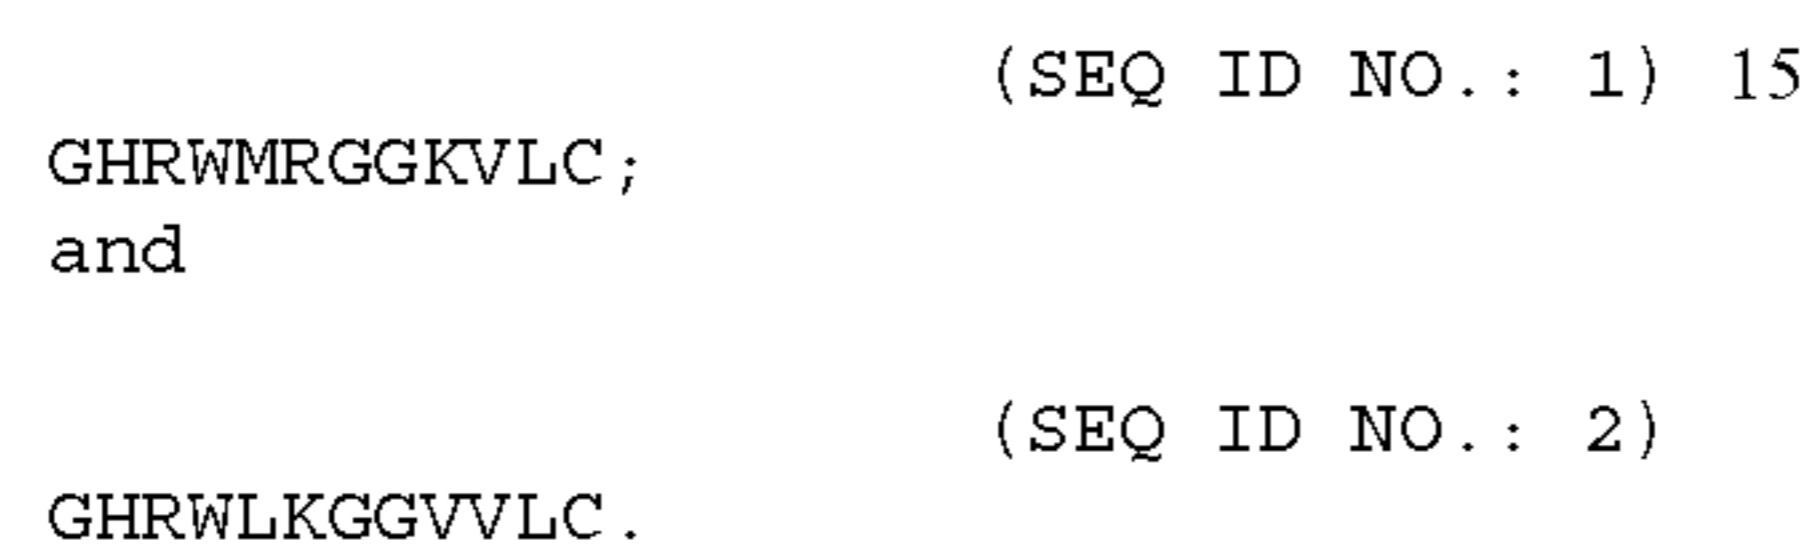 (SEQ ID NO.: 1) 15
GHRWMRGGKVLC;
and
(SEQ ID NO.: 2)
GHRWLKGGVVLC.